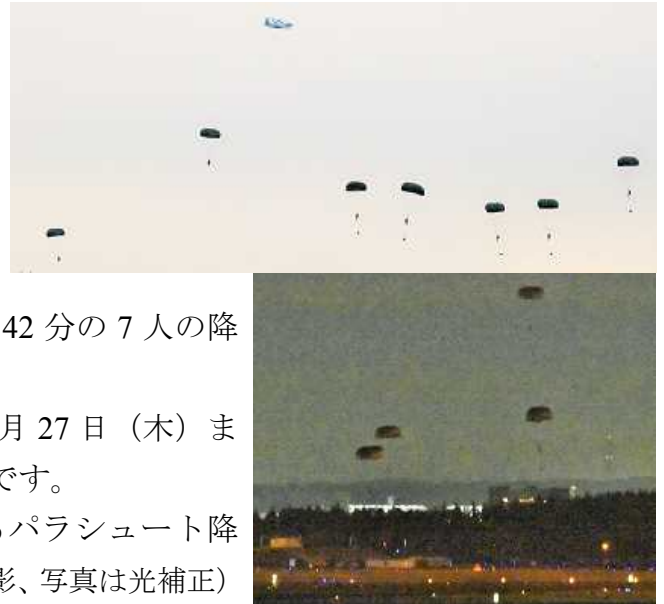 42 分の 7 人の降
月 27 日（木）ま
です。
るパラシュート降
影、写真は光補正）